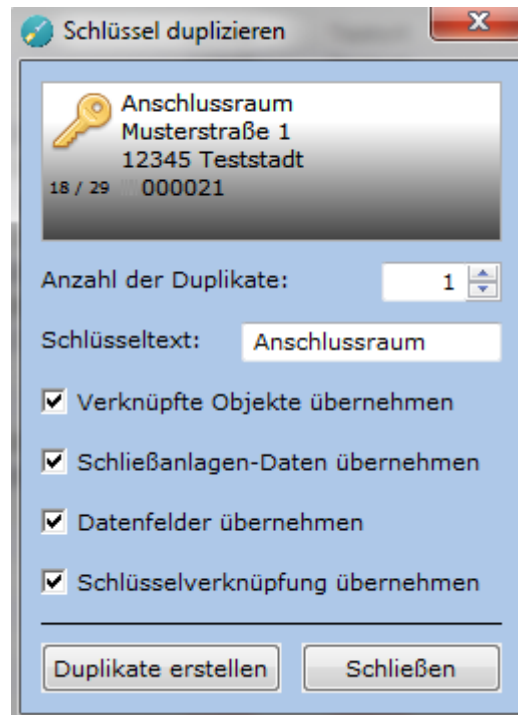 Schlüssel duplizieren
Anschlussraum
Musterstraße 1
12345 Teststadt
18 / 29 000021
Anzahl der Duplikate: 1
Schlüsseltext: Anschlussraum
Verknüpfte Objekte übernehmen
Schließanlagen-Daten übernehmen
Datenfelder übernehmen
Schlüsselverknüpfung übernehmen
Duplikate erstellen Schließen